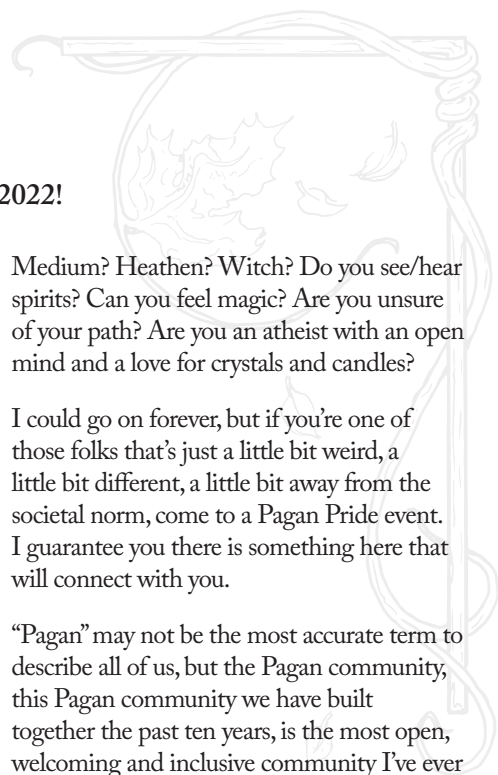 2022!
Medium? Heathen? Witch? Do you see/hear
spirits? Can you feel magic? Are you unsure
of your path? Are you an atheist with an open
mind and a love for crystals and candles?
I could go on forever, but if you’re one of
those folks that’s just a little bit weird, a
little bit different, a little bit away from the
societal norm, come to a Pagan Pride event.
I guarantee you there is something here that
will connect with you.
“Pagan” may not be the most accurate term to
describe all of us, but the Pagan community,
this Pagan community we have built
together the past ten years, is the most open,
welcoming and inclusive community I’ve ever